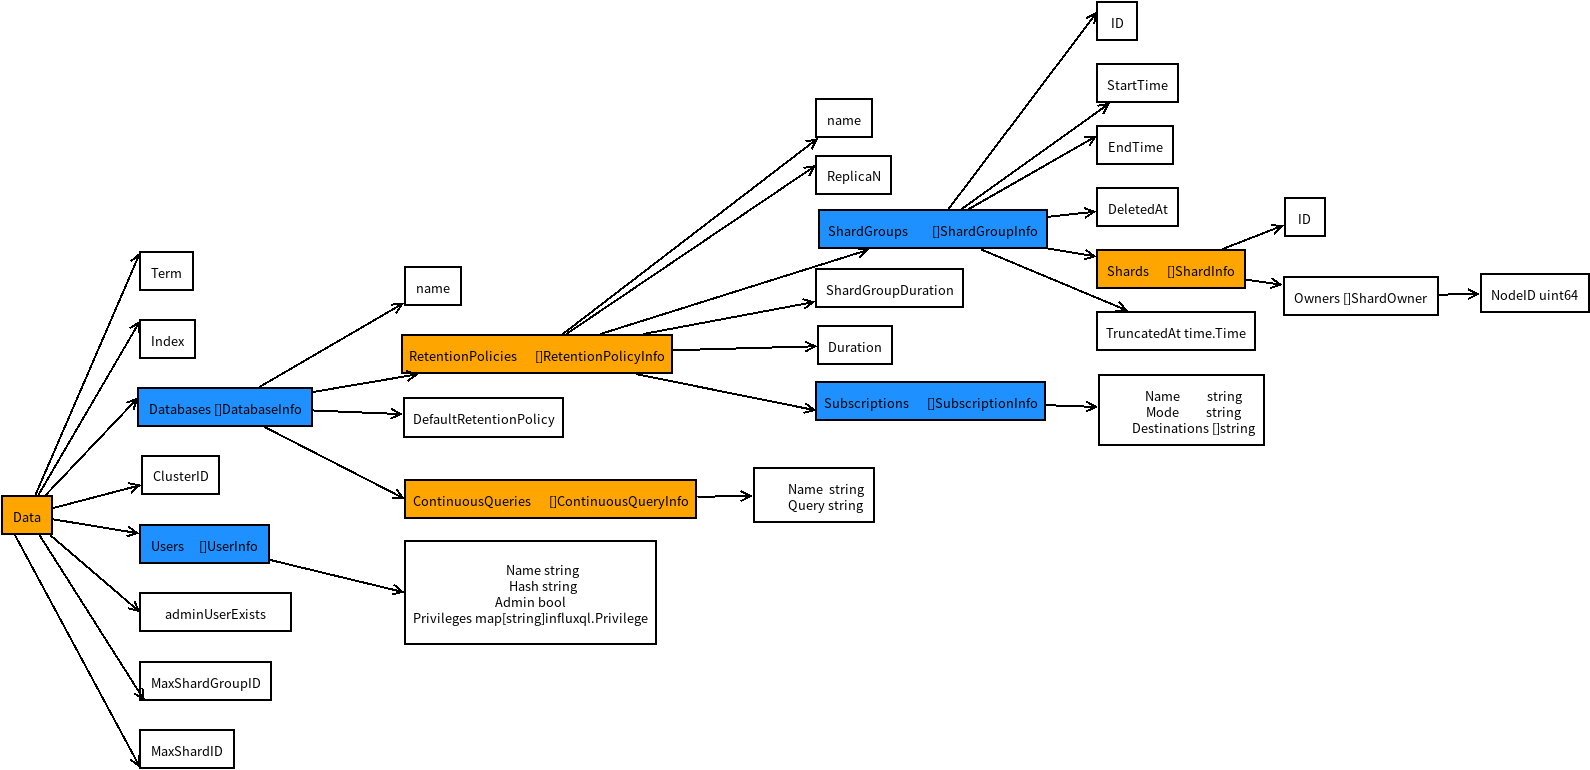 ID
StartTime
name
EndTime
ReplicaN
DeletedAt
ID
ShardGroups []ShardGroupInfo
Term
Shards []ShardInfo
name
ShardGroupDuration
Owners []ShardOwner
NodeID uint64
Index
TruncatedAt time.Time
RetentionPolicies []RetentionPolicyInfo
Duration
Databases []DatabaseInfo
DefaultRetentionPolicy
Subscriptions []SubscriptionInfo
Name string
Mode string
Destinations []string
ClusterID
ContinuousQueries []ContinuousQueryInfo
Name string
Query string
Data
Users []UserInfo
Name string
Hash string
Admin bool
Privileges map[string]influxql.Privilege
adminUserExists
MaxShardGroupID
MaxShardID